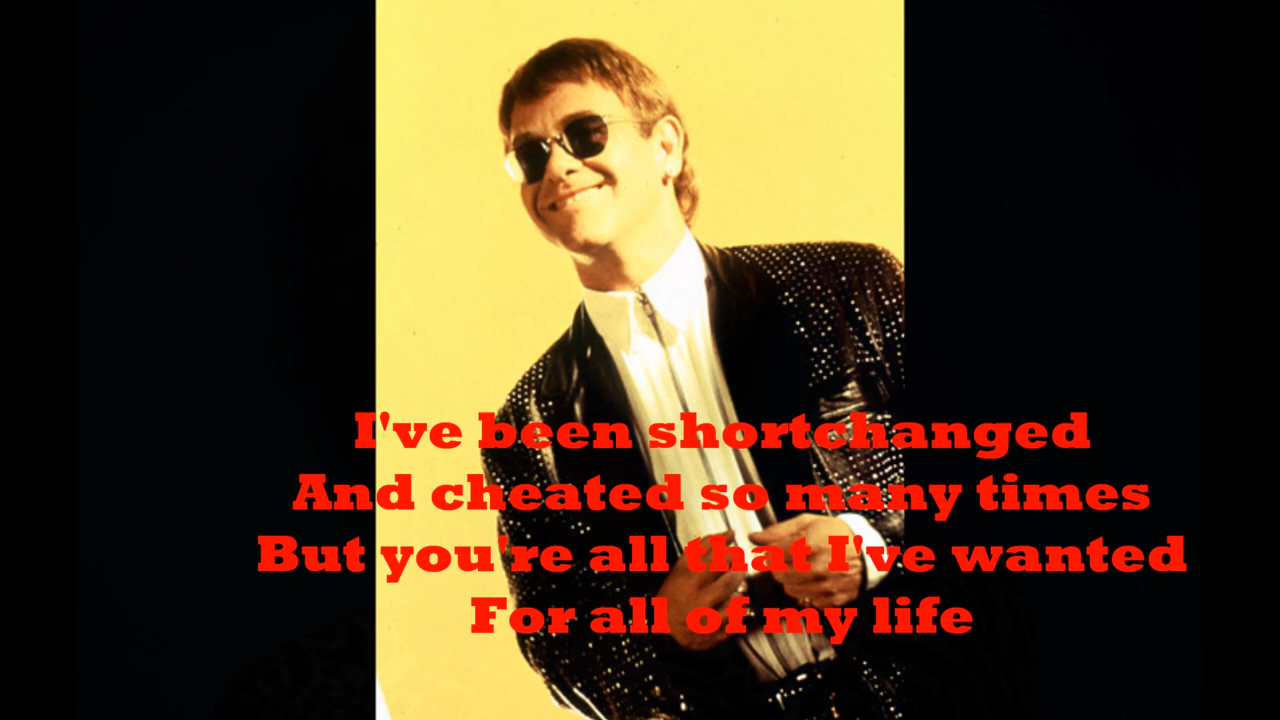 I've been shortchanged
And cheated so many times
But you're all that I've wanted
For all of my life